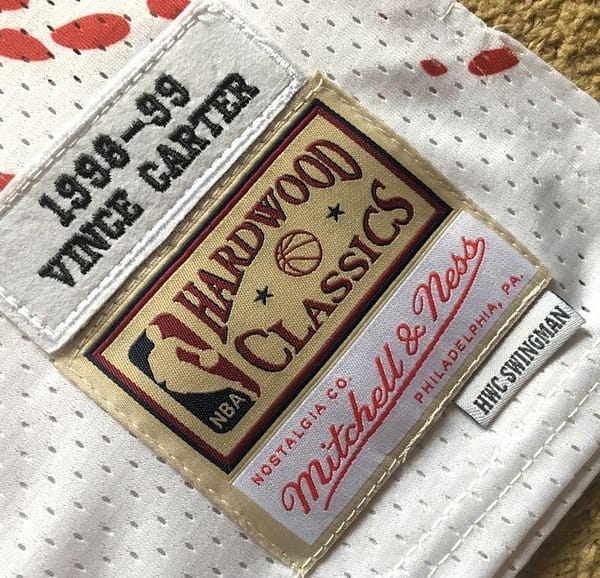 1998-99
VINCE CARTER
HARDWOOD
CLASSICS
NBA
NOSTALGIA CO.
Mitchell & Ness
PHILADELPHIA, PA.
HWC SWINGMAN